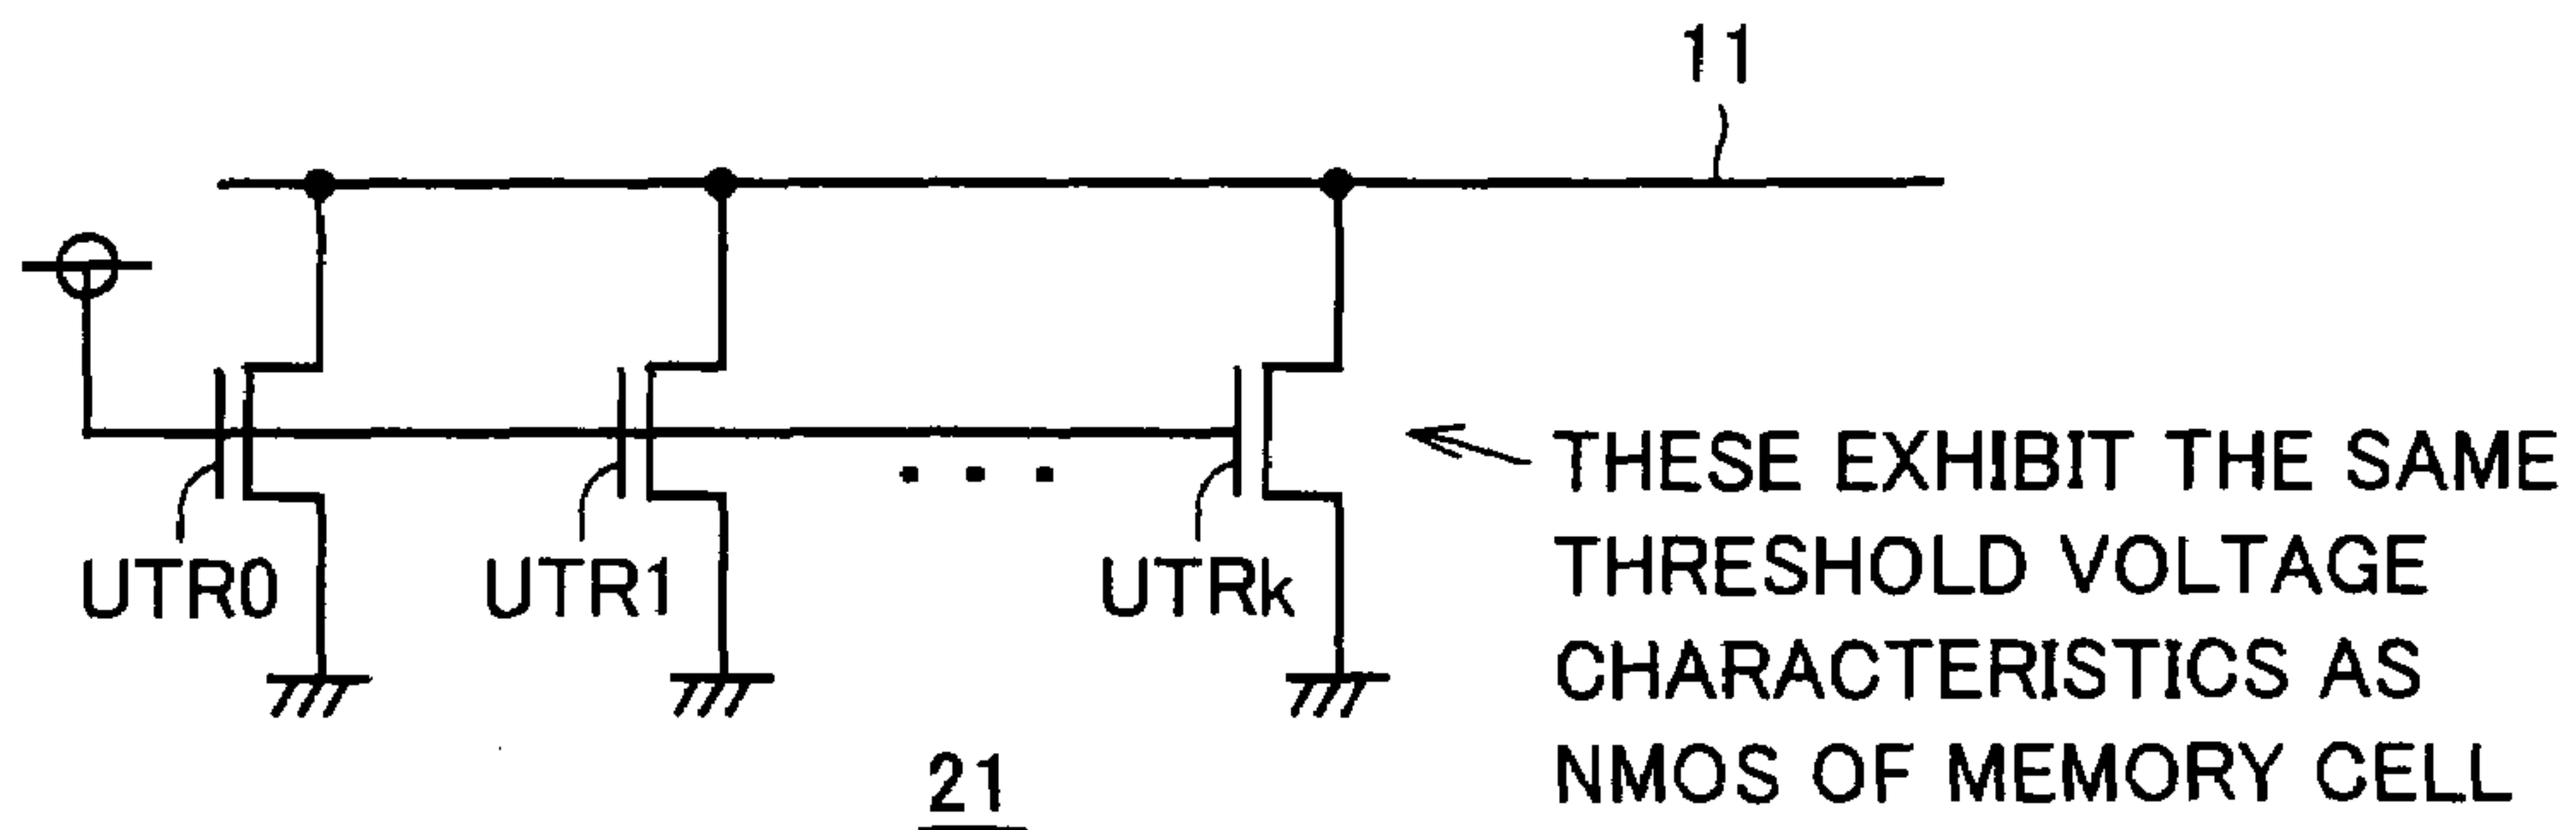 11
UTR0
UTR1
UTRk
THESE EXHIBIT THE SAME
THRESHOLD VOLTAGE
CHARACTERISTICS AS
NMOS OF MEMORY CELL
21